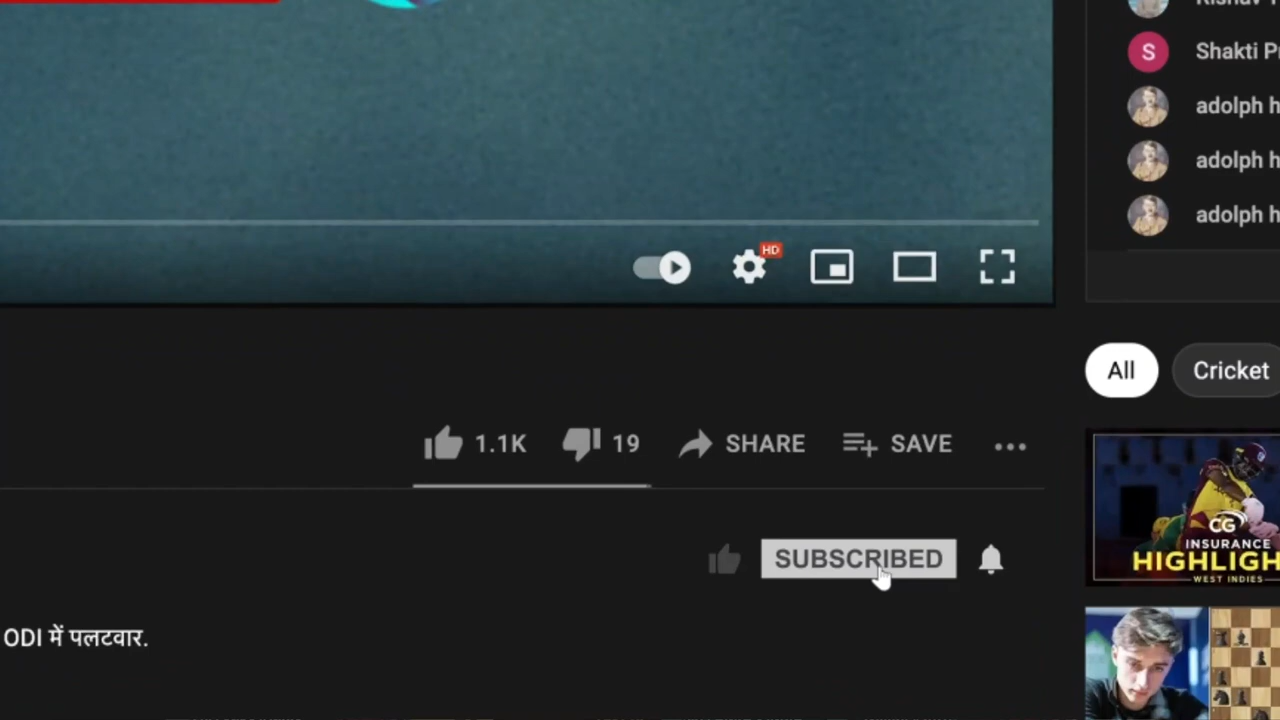 S
Shakti P
adolph h
adolph h
adolph h
HD
All
Cricket
1.1K
19
SHARE
SAVE
SUBSCRIBED
CG
INSURANCE
HIGHLIGH
WEST INDIES
ODI में पलटवार.